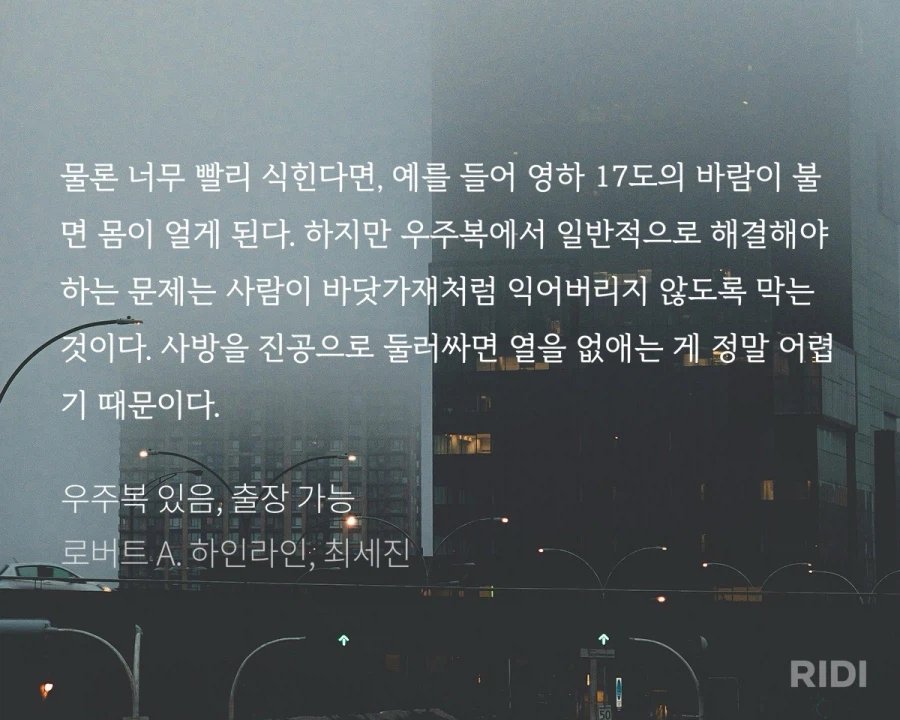 물론 너무 빨리 식힌다면, 예를 들어 영하 17도의 바람이 불
면 몸이 얼게 된다. 하지만 우주복에서 일반적으로 해결해야
하는 문제는 사람이 바닷가재처럼 익어버리지 않도록 막는
것이다. 사방을 진공으로 둘러싸면 열을 없애는 게 정말 어렵
기 때문이다.
우주복 있음, 출장 가능
로버트 A. 하인라인, 최세진
RIDI
50